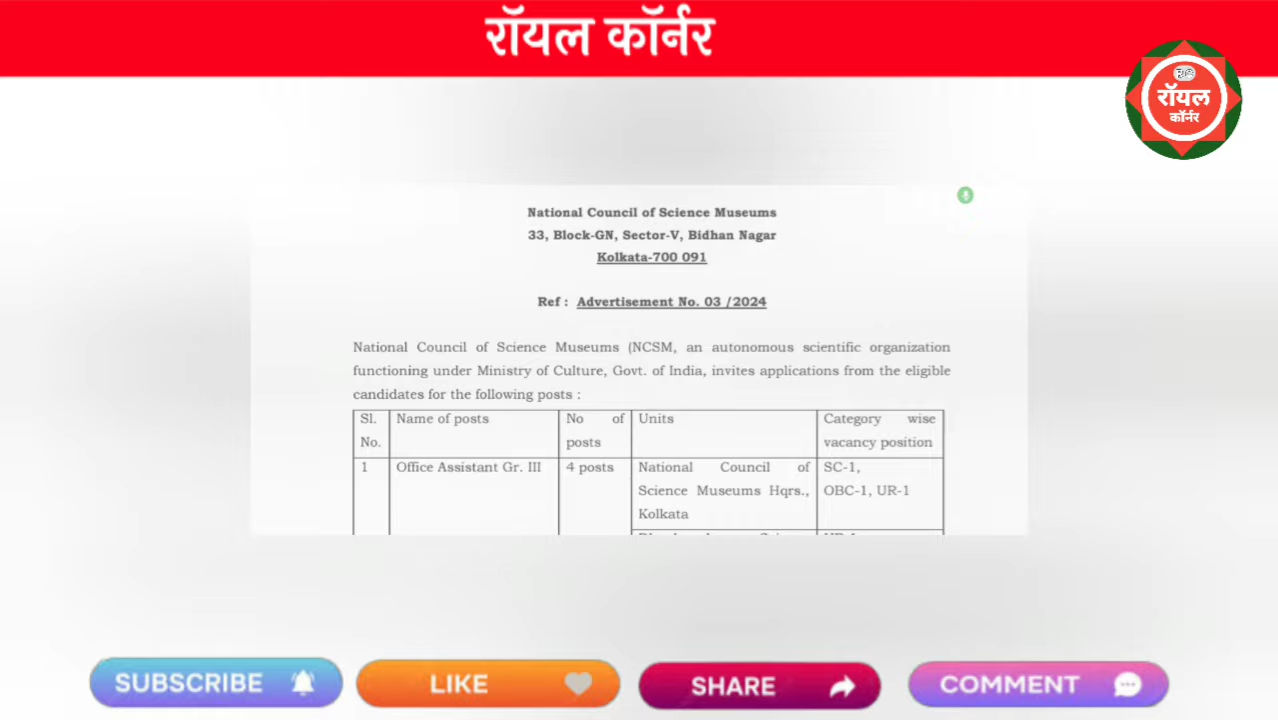 रॉयल कॉर्नर
रॉयल
कॉर्नर
National Council of Science Museums
33, Block-GN, Sector-V, Bidhan Nagar
Kolkata-700 091
Ref : Advertisement No. 03 /2024
National Council of Science Museums (NCSM, an autonomous scientific organization
functioning under Ministry of Culture, Govt. of India, invites applications from the eligible
candidates for the following posts :
Sl. Name of posts No of Units Category wise
No. posts vacancy position
1 Office Assistant Gr. III 4 posts National Council of SC-1,
Science Museums Hqrs., OBC-1, UR-1
Kolkata
SUBSCRIBE LIKE SHARE COMMENT